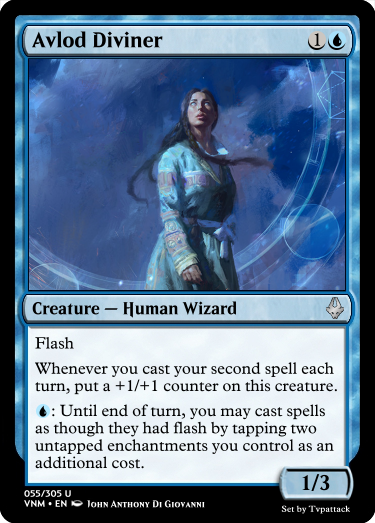 Avlod Diviner 1
Creature — Human Wizard
Flash
Whenever you cast your second spell each
turn, put a +1/+1 counter on this creature.
: Until end of turn, you may cast spells
as though they had flash by tapping two
untapped enchantments you control as an
additional cost.
1/3
055/305 U
VNM • EN John Anthony Di Giovanni
Set by Tvpattack